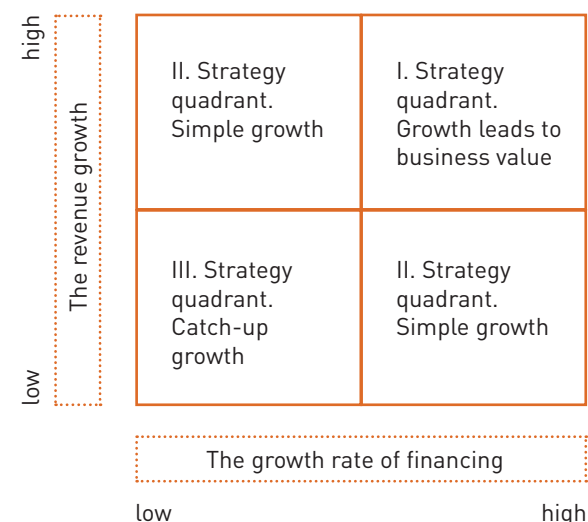 high
The revenue growth
low
II. Strategy
quadrant.
Simple growth
I. Strategy
quadrant.
Growth leads to
business value
III. Strategy
quadrant.
Catch-up
growth
II. Strategy
quadrant.
Simple growth
The growth rate of financing
low
high